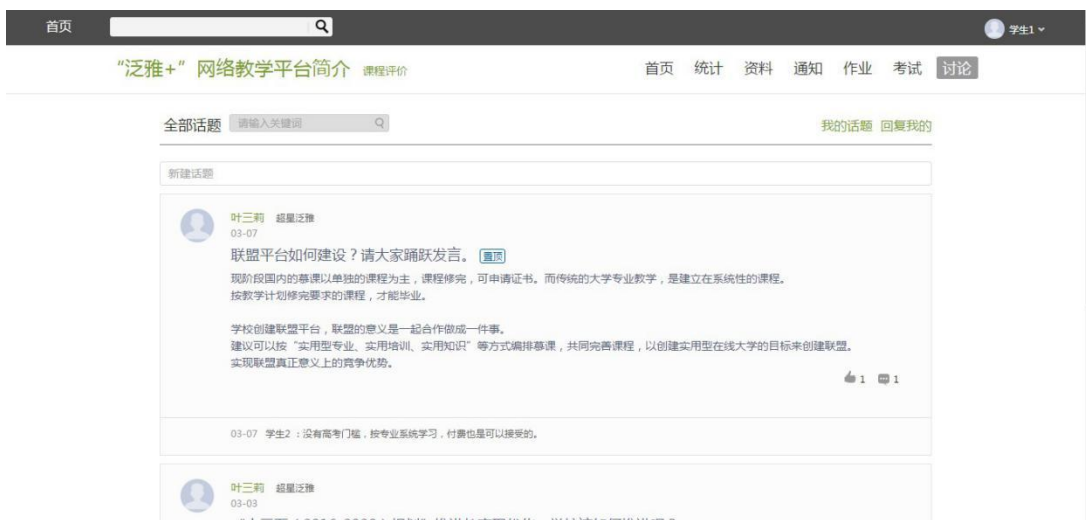 首页
学生1
“泛雅+”网络教学平台简介 课程评价
首页 统计 资料 通知 作业 考试 讨论
全部话题 请输入关键词
我的话题 回复我的
新建话题
叶三莉 超星泛雅
03-07
联盟平台如何建设？请大家踊跃发言。 置顶
现阶段国内的慕课以单独的课程为主，课程修完，可申请证书。而传统的大学专业教学，是建立在系统性的课程。
按教学计划修完要求的课程，才能毕业。
学校创建联盟平台，联盟的意义是一起合作做成一件事。
建议可以按“实用型专业、实用培训、实用知识”等方式编排慕课，共同完善课程，以创建实用型在线大学的目标来创建联盟。
实现联盟真正意义上的竞争优势。
1 1
03-07 学生2：没有高考门槛，按专业系统学习，付费也是可以接受的。
叶三莉 超星泛雅
03-03